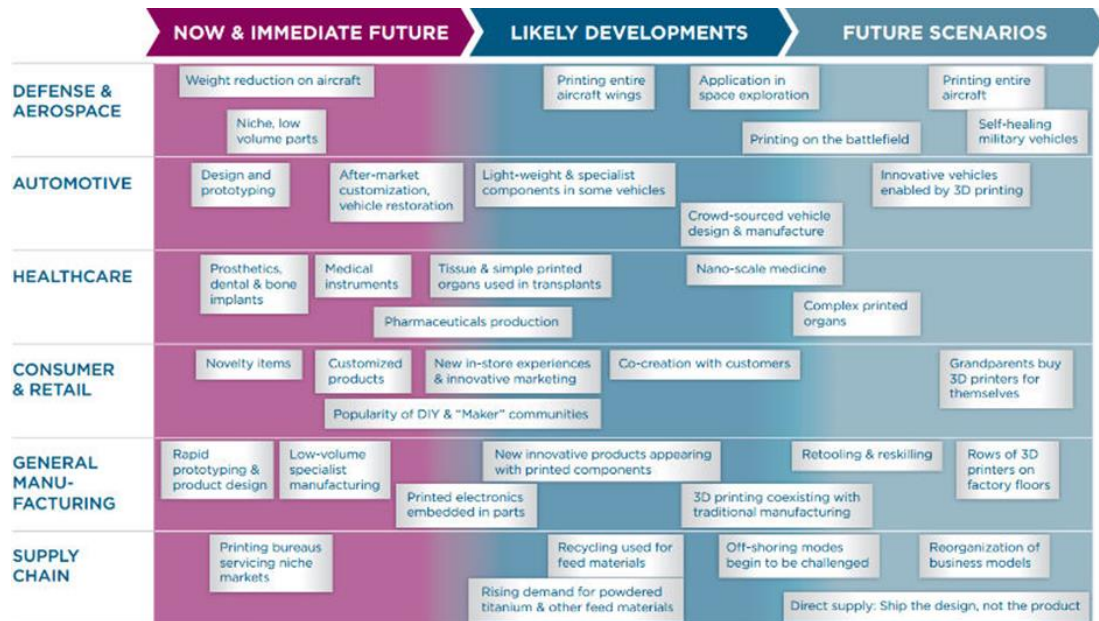 NOW & IMMEDIATE FUTURE
LIKELY DEVELOPMENTS
FUTURE SCENARIOS
DEFENSE &
AEROSPACE
Weight reduction on aircraft
Niche, low
volume parts
Printing entire
aircraft wings
Application in
space exploration
Printing on the battlefield
Printing entire
aircraft
Self-healing
military vehicles
AUTOMOTIVE
Design and
prototyping
After-market
customization,
vehicle restoration
Light-weight & specialist
components in some vehicles
Crowd-sourced vehicle
design & manufacture
Innovative vehicles
enabled by 3D printing
HEALTHCARE
Prosthetics,
dental & bone
implants
Medical
instruments
Tissue & simple printed
organs used in transplants
Pharmaceuticals production
Nano-scale medicine
Complex printed
organs
CONSUMER
& RETAIL
Novelty items
Customized
products
New in-store experiences
& innovative marketing
Popularity of DIY & "Maker" communities
Co-creation with customers
Grandparents buy
3D printers for
themselves
GENERAL
MANU-
FACTURING
Rapid
prototyping &
product design
Low-volume
specialist
manufacturing
Printed electronics
embedded in parts
New innovative products appearing
with printed components
3D printing coexisting with
traditional manufacturing
Retooling & reskilling
Rows of 3D
printers on
factory floors
SUPPLY
CHAIN
Printing bureaus
servicing niche
markets
Rising demand for powdered
titanium & other feed materials
Recycling used for
feed materials
Off-shoring modes
begin to be challenged
Reorganization of
business models
Direct supply: Ship the design, not the product